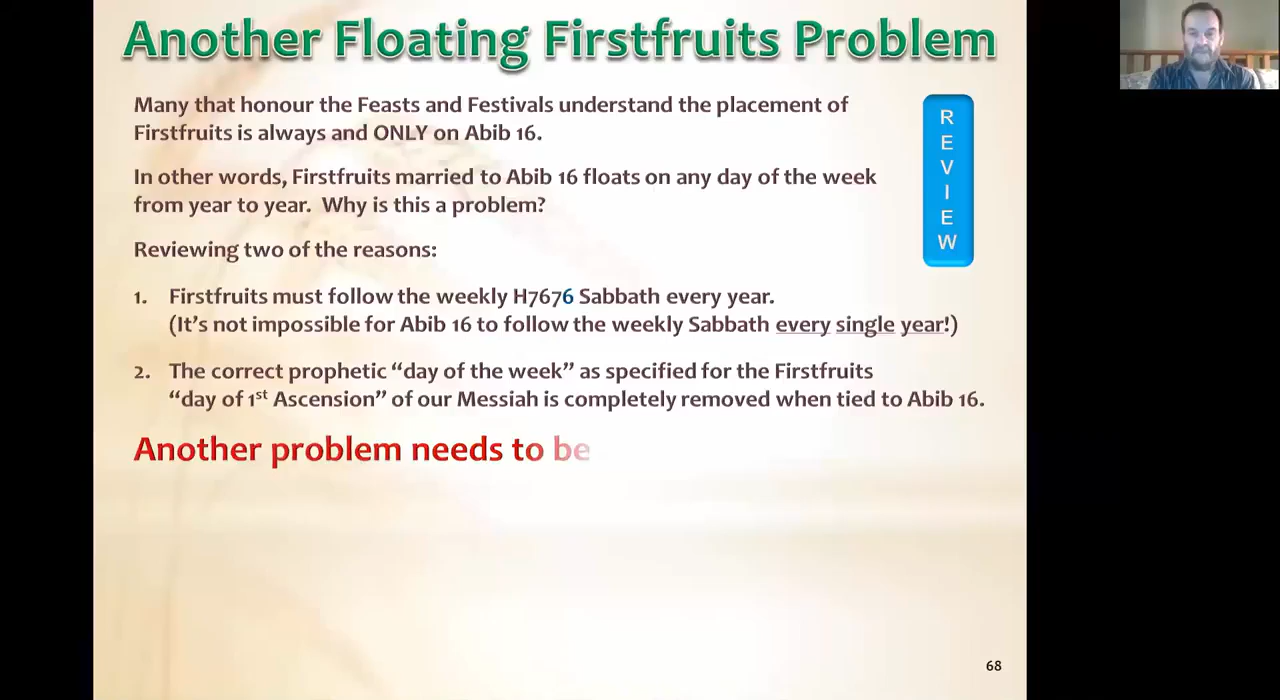 Another Floating Firstfruits Problem
Many that honour the Feasts and Festivals understand the placement of
Firstfruits is always and ONLY on Abib 16.
In other words, Firstfruits married to Abib 16 floats on any day of the week
from year to year. Why is this a problem?
Reviewing two of the reasons:
1. Firstfruits must follow the weekly H7676 Sabbath every year.
(It's not impossible for Abib 16 to follow the weekly Sabbath every single year!)
2. The correct prophetic “day of the week” as specified for the Firstfruits
“day of 1st Ascension” of our Messiah is completely removed when tied to Abib 16.
Another problem needs to be
R
E
V
I
E
W
68